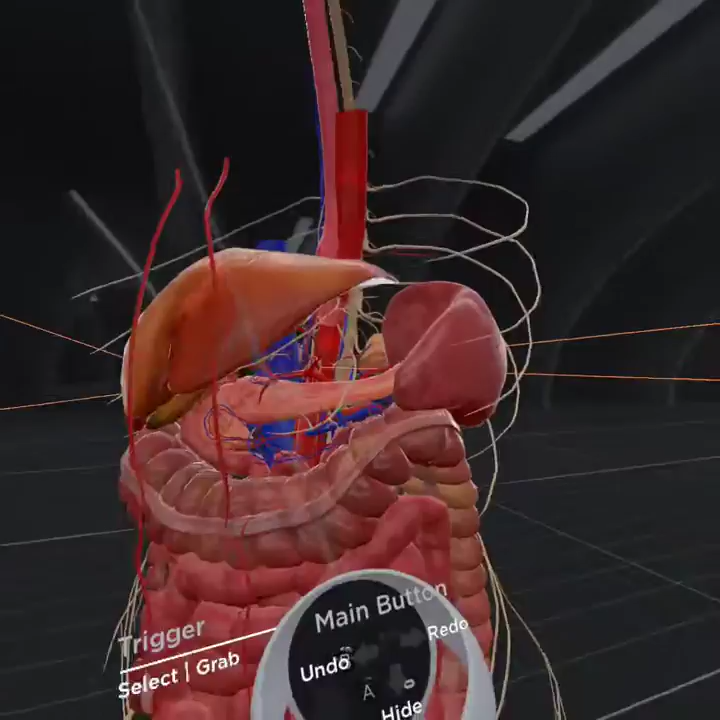 Main Button
Trigger
Select | Grab
Redo
Undo
B
A
Hide